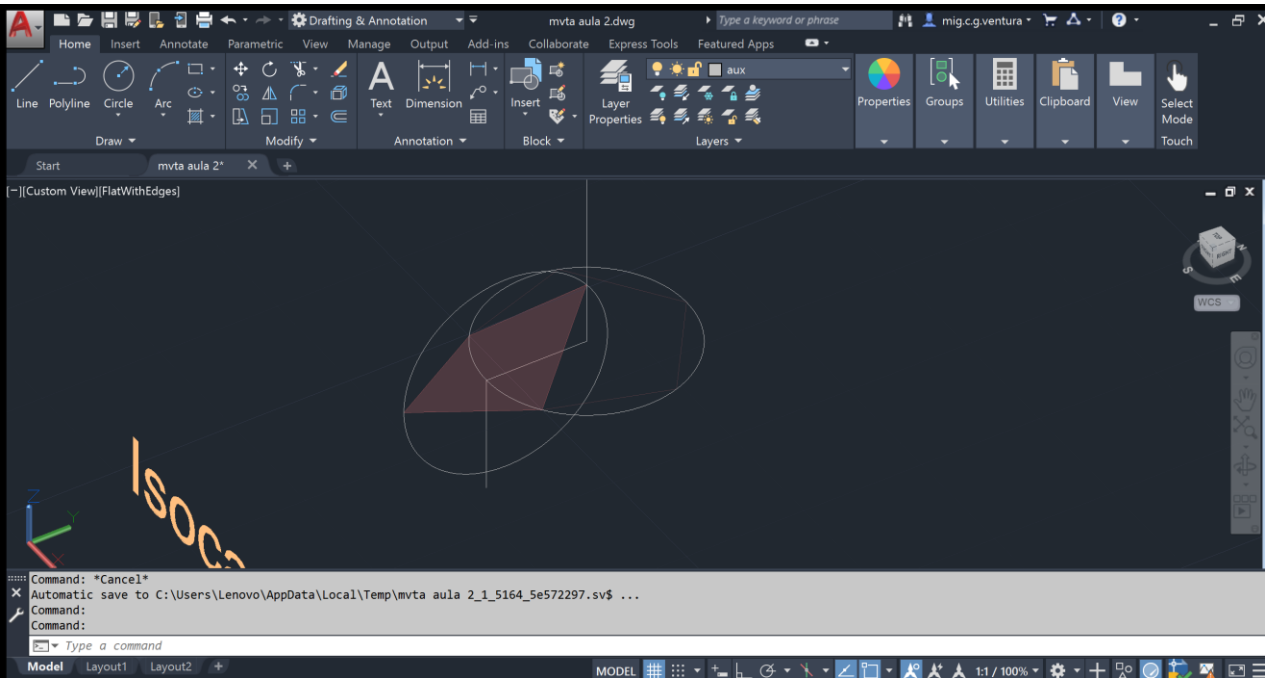 Drafting & Annotation
mvta aula 2.dwg
Type a keyword or phrase
mig.c.g.ventura
Home Insert Annotate Parametric View Manage Output Add-ins Collaborate Express Tools Featured Apps
aux
Line Polyline Circle Arc
Text Dimension
Insert
Layer Properties
Properties Groups Utilities Clipboard View
Select Mode
Draw Modify Annotation Block Layers Touch
Start mvta aula 2*
[−][Custom View][FlatWithEdges]
WCS
Z
Y
X
Command: *Cancel*
Automatic save to C:\Users\Lenovo\AppData\Local\Temp\mvta aula 2_1_5164_5e572297.sv$ ...
Command:
Command:
Type a command
Model Layout1 Layout2 + MODEL 1:1 / 100%